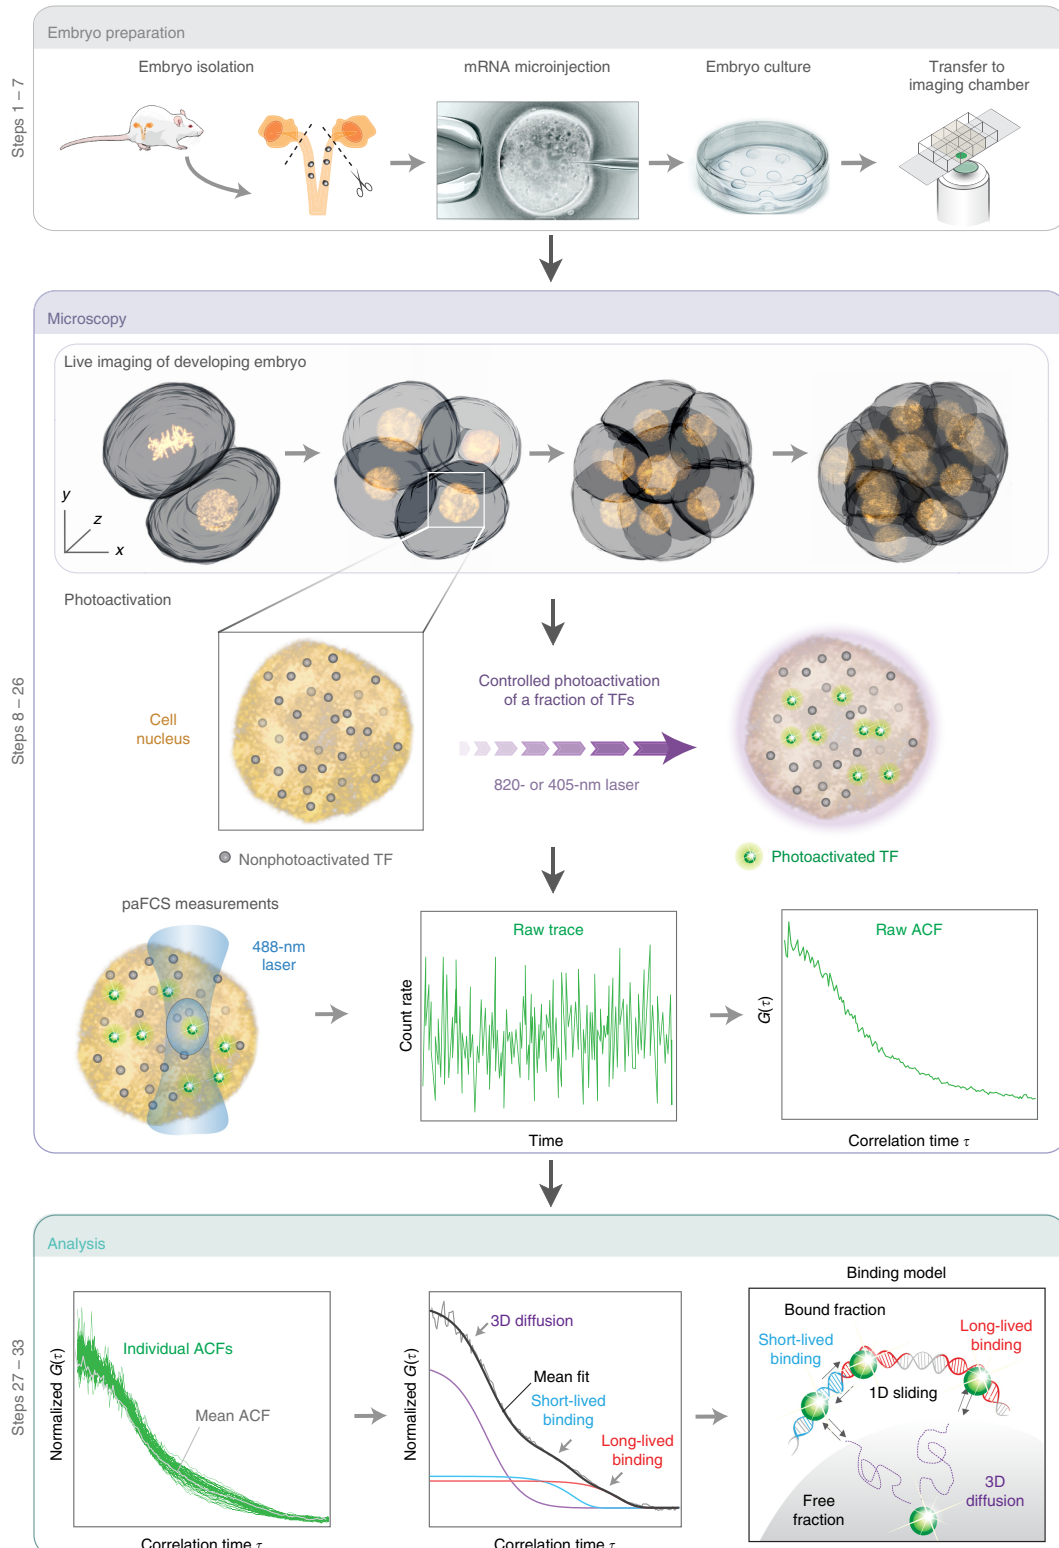 Embryo preparation
Steps 1 – 7
Embryo isolation
mRNA microinjection
Embryo culture
Transfer to
imaging chamber
Microscopy
Steps 8 – 26
Live imaging of developing embryo
y
z
x
Photoactivation
Cell
nucleus
Controlled photoactivation
of a fraction of TFs
820- or 405-nm laser
Nonphotoactivated TF
Photoactivated TF
paFCS measurements
488-nm
laser
Raw trace
Count rate
Time
Raw ACF
G(τ)
Correlation time τ
Analysis
Steps 27 – 33
Individual ACFs
Mean ACF
Normalized G(τ)
Correlation time τ
3D diffusion
Mean fit
Short-lived
binding
Long-lived
binding
Normalized G(τ)
Correlation time τ
Binding model
Bound fraction
Short-lived
binding
Long-lived
binding
1D sliding
Free
fraction
3D
diffusion